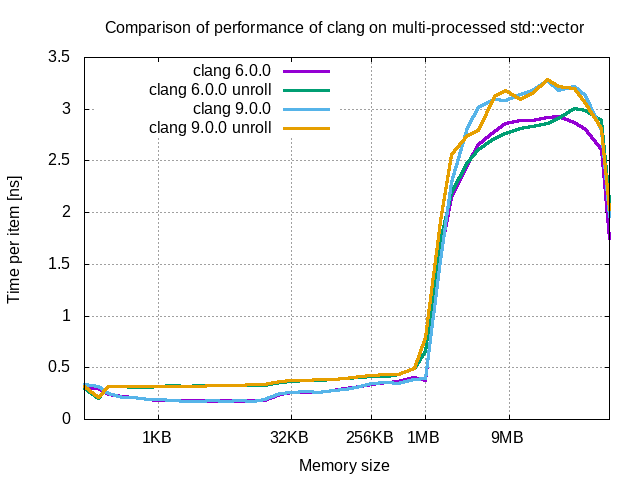 Comparison of performance of clang on multi-processed std::vector
3.5
3
2.5
2
1.5
1
0.5
0
Time per item [ns]
clang 6.0.0
clang 6.0.0 unroll
clang 9.0.0
clang 9.0.0 unroll
1KB 32KB 256KB 1MB 9MB
Memory size